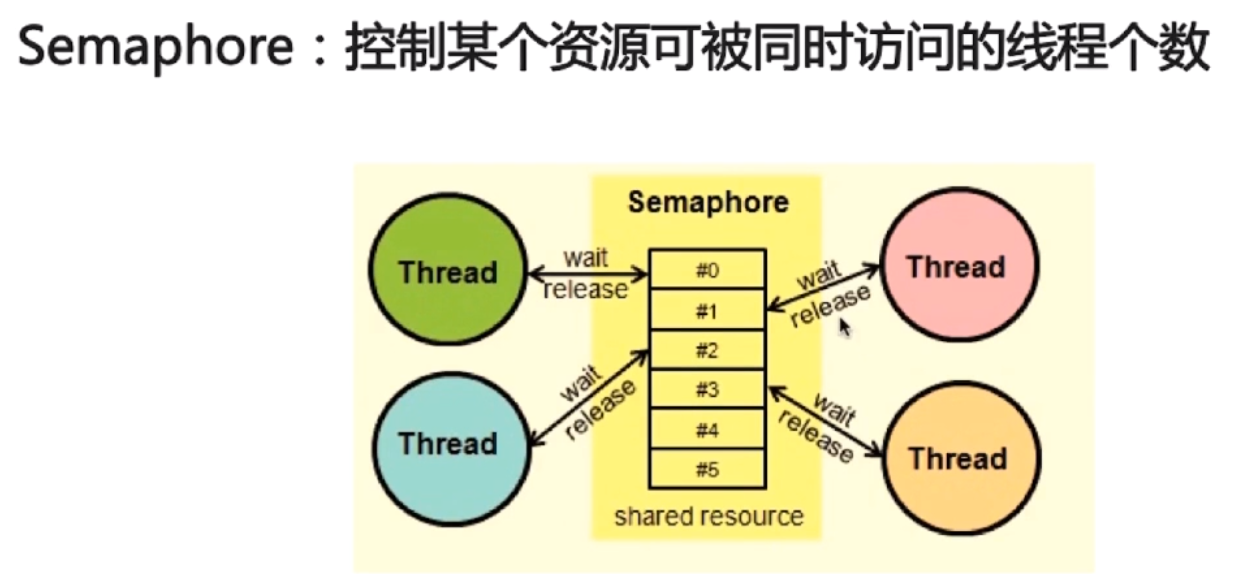 Semaphore：控制某个资源可被同时访问的线程个数
Semaphore
Thread
wait
release
#0
#1
#2
#3
#4
#5
wait
release
Thread
Thread
wait
release
wait
release
Thread
shared resource